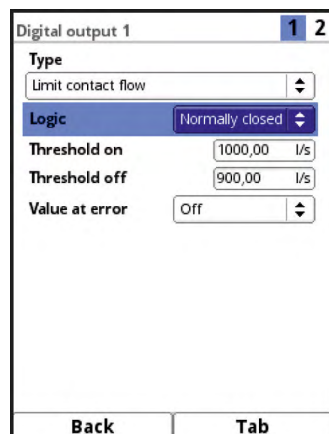 Digital output 1 1 2
Type
Limit contact flow
Logic Normally closed
Threshold on 1000,00 l/s
Threshold off 900,00 l/s
Value at error Off
Back Tab